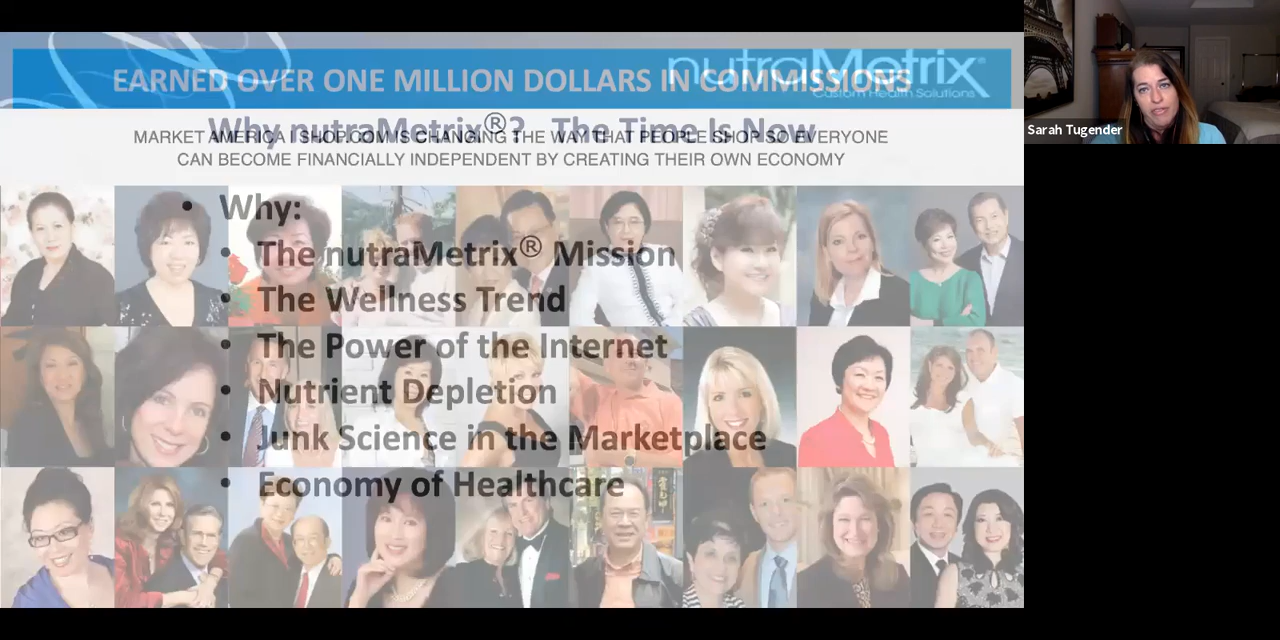 EARNED OVER ONE MILLION DOLLARS IN COMMISSIONS
nutraMetrix®
Custom Health Solutions
Why nutraMetrix®? The Time Is Now
MARKET AMERICA I SHOP.COM IS CHANGING THE WAY THAT PEOPLE SHOP SO EVERYONE
CAN BECOME FINANCIALLY INDEPENDENT BY CREATING THEIR OWN ECONOMY
• Why:
• The nutraMetrix® Mission
• The Wellness Trend
• The Power of the Internet
• Nutrient Depletion
• Junk Science in the Marketplace
• Economy of Healthcare
Sarah Tugender